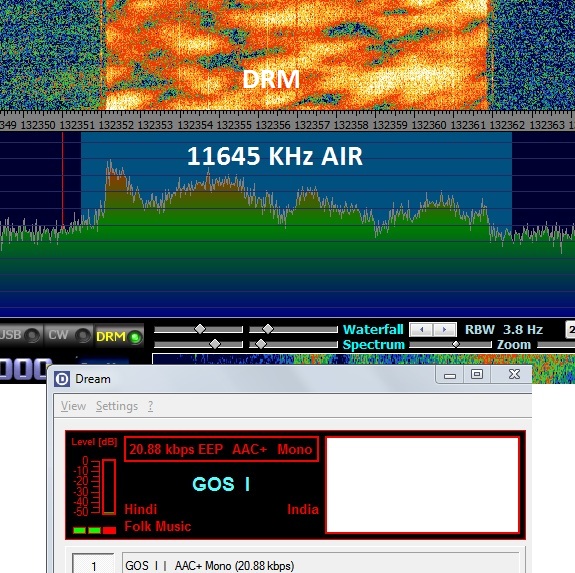 DRM
349 132350 132351 132352 132353 132354 132355 132356 132357 132358 132359 132360 132361 132362 132363
11645 KHz AIR
USB CW DRM Waterfall RBW 3.8 Hz 2
Spectrum Zoom
000
D Dream
View Settings ?
Level [dB]
20.88 kbps EEP AAC+ Mono
0
-10
-20
-30
-40
-50
GOS I
Hindi India
Folk Music
1 GOS I | AAC+ Mono (20.88 kbps)